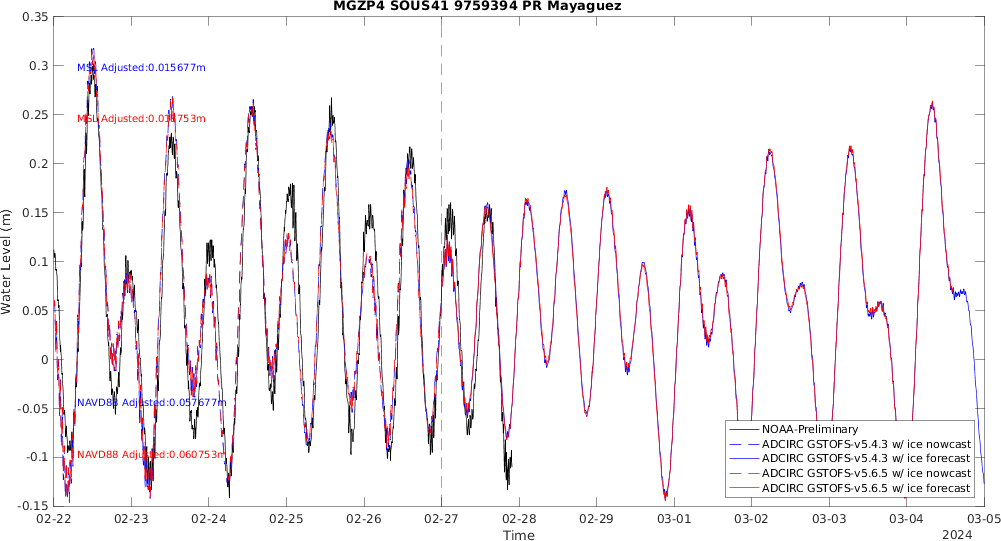 MGZP4 SOUS41 9759394 PR Mayaguez
0.35
0.3
0.25
0.2
0.15
0.1
0.05
0
-0.05
-0.1
-0.15
Water Level (m)
MSL Adjusted:0.015677m
MSL Adjusted:0.018753m
NAVD88 Adjusted:0.057677m
NAVD88 Adjusted:0.060753m
NOAA-Preliminary
ADCIRC GSTOFS-v5.4.3 w/ ice nowcast
ADCIRC GSTOFS-v5.4.3 w/ ice forecast
ADCIRC GSTOFS-v5.6.5 w/ ice nowcast
ADCIRC GSTOFS-v5.6.5 w/ ice forecast
02-22 02-23 02-24 02-25 02-26 02-27 02-28 02-29 03-01 03-02 03-03 03-04 03-05
Time
2024